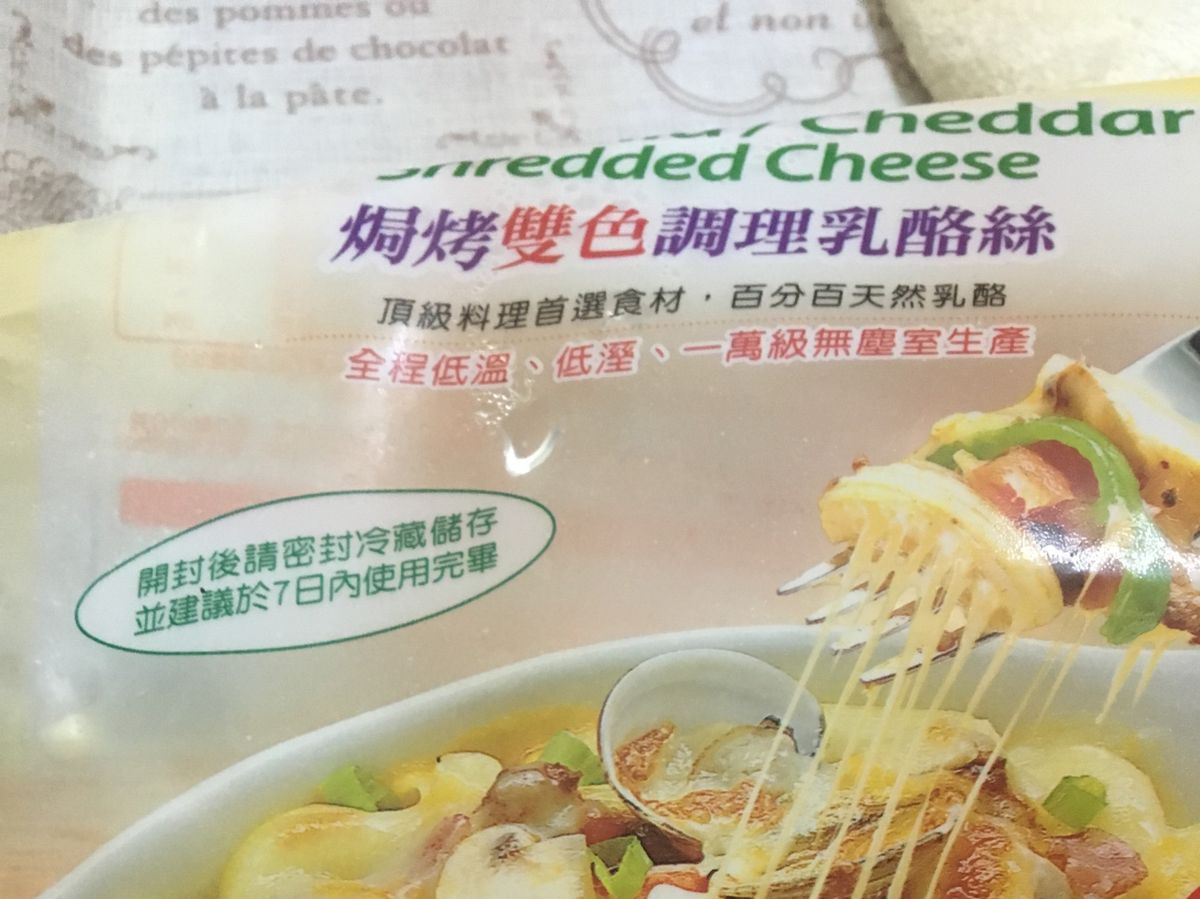 des pommes ou
des pépites de chocolat
à la pâte.
et non
Cheddar
Shredded Cheese
焗烤雙色調理乳酪絲
頂級料理首選食材，百分百天然乳酪
全程低溫、低溼、一萬級無塵室生產
開封後請密封冷藏儲存
並建議於7日內使用完畢